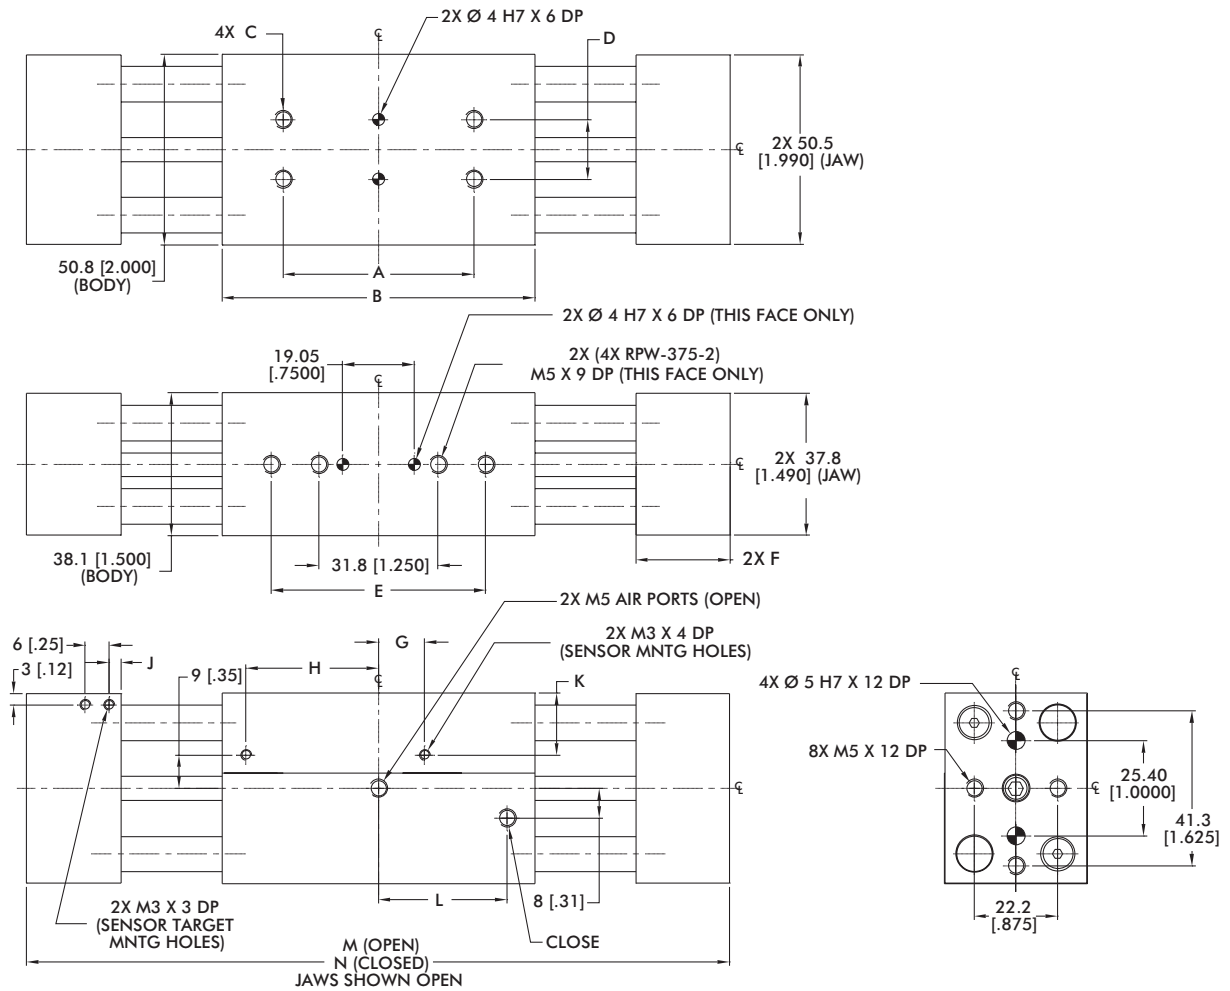 2X Ø 4 H7 X 6 DP
4X C
D
℄
2X 50.5
[1.990] (JAW)
℄
50.8 [2.000]
(BODY)
A
B
2X Ø 4 H7 X 6 DP (THIS FACE ONLY)
19.05
[.7500]
2X (4X RPW-375-2)
M5 X 9 DP (THIS FACE ONLY)
℄
2X 37.8
[1.490] (JAW)
℄
38.1 [1.500]
(BODY)
31.8 [1.250]
E
2X F
2X M5 AIR PORTS (OPEN)
2X M3 X 4 DP
(SENSOR MNTG HOLES)
6 [.25]
3 [.12]
J
9 [.35]
H
G
K
℄
℄
4X Ø 5 H7 X 12 DP
℄
8X M5 X 12 DP
℄
25.40
[1.0000]
41.3
[1.625]
22.2
[.875]
L
8 [.31]
CLOSE
2X M3 X 3 DP
(SENSOR TARGET
MNTG HOLES)
M (OPEN)
N (CLOSED)
JAWS SHOWN OPEN